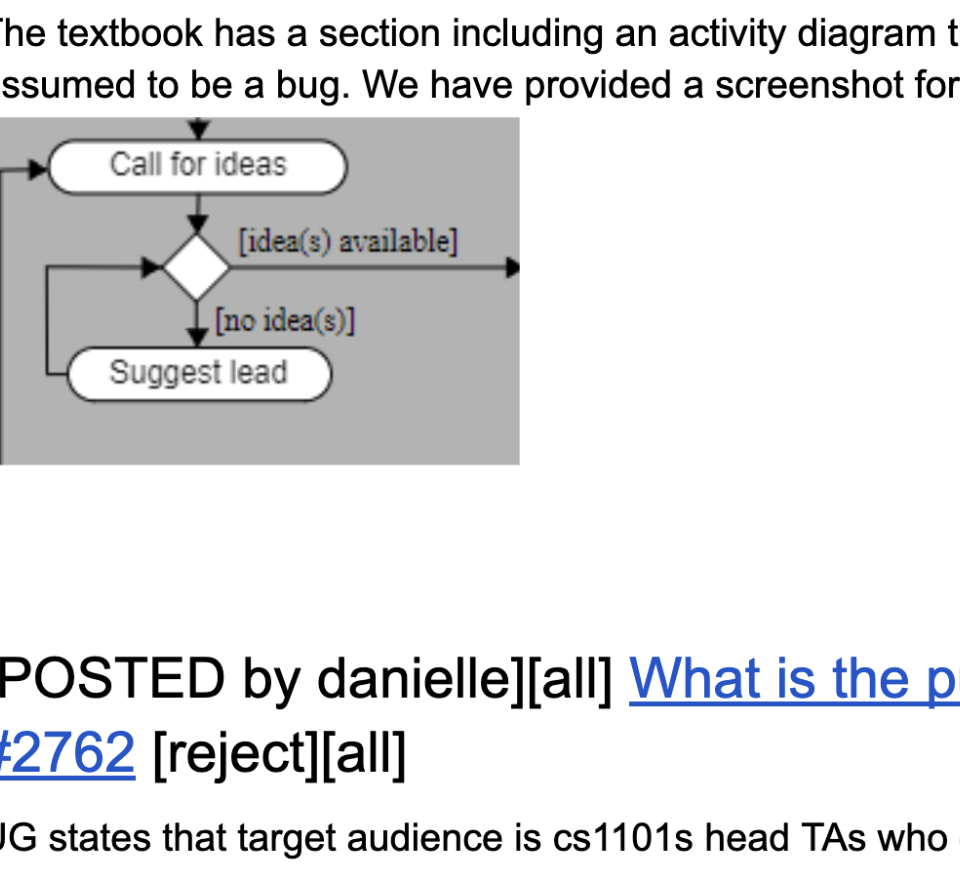 The textbook has a section including an activity diagram t
ssumed to be a bug. We have provided a screenshot for
Call for ideas
[idea(s) available]
[no idea(s)]
Suggest lead
POSTED by danielle][all] What is the p
#2762 [reject][all]
UG states that target audience is cs1101s head TAs who